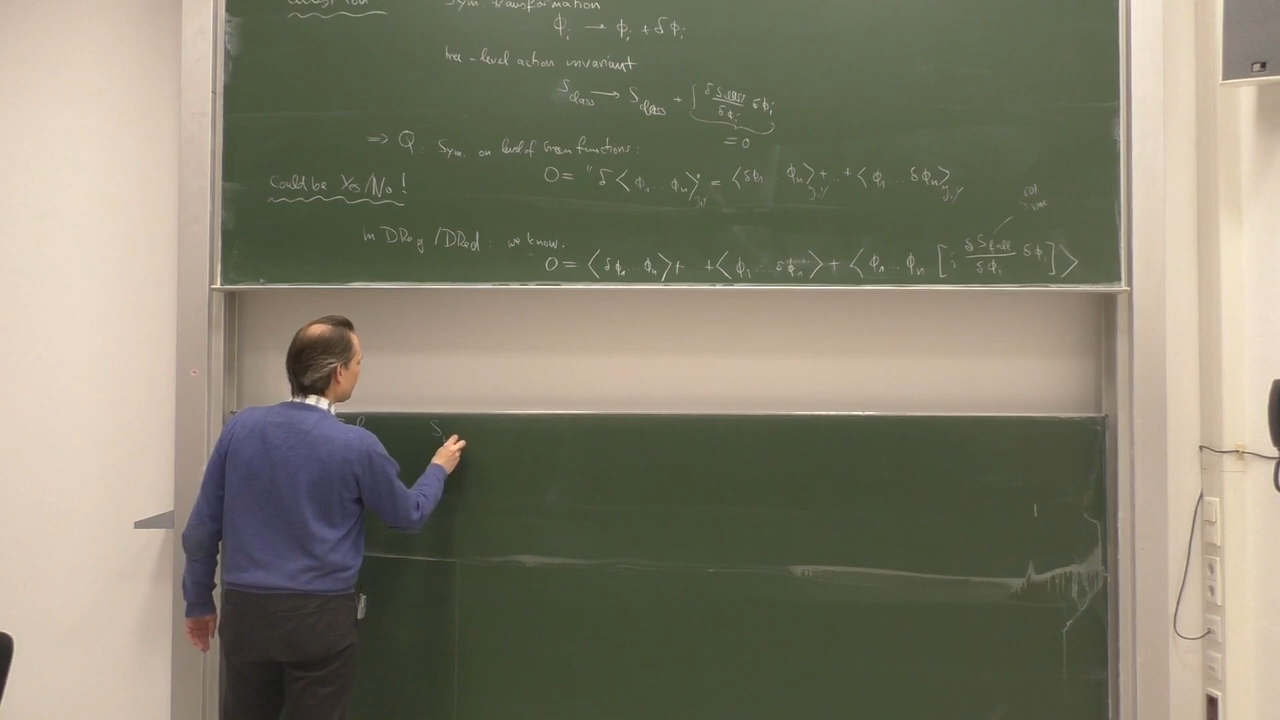 Sym. transformation
ϕ_i → ϕ_i + δϕ_i
tree-level action invariant
S_class → S_class + ∫ δS_class/δϕ_i δϕ_i
= 0
⇒ Q: Sym. on level of Green functions:
Could be Yes/No!
0 = "δ⟨ϕ_1 … ϕ_n⟩" = ⟨δϕ_1 ϕ_n⟩ + … + ⟨ϕ_1 … δϕ_n⟩
in DReg/DRed: we know.
0 = ⟨δϕ_1 … ϕ_n⟩ + … + ⟨ϕ_1 … δϕ_n⟩ + ⟨ϕ_1 … ϕ_n [i δS_full/δϕ_i δϕ_i]⟩
S